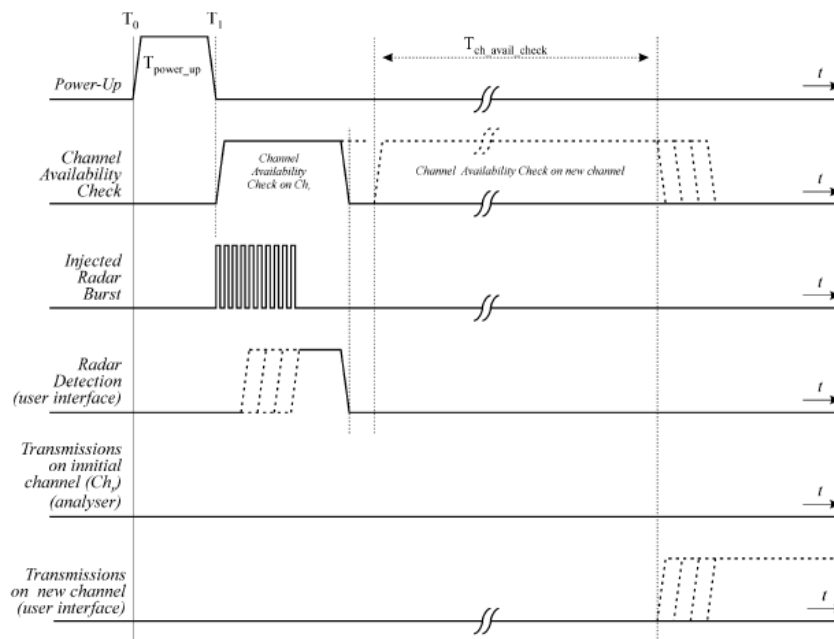 T0 T1
Tch_avail_check
Tpower_up
t
Power-Up
Channel
Availability
Check
Channel
Availability
Check on Chr
Channel Availability Check on new channel
t
Injected
Radar
Burst
t
Radar
Detection
(user interface)
t
Transmissions
on innitial
channel (Chr)
(analyser)
t
Transmissions
on new channel
(user interface)
t